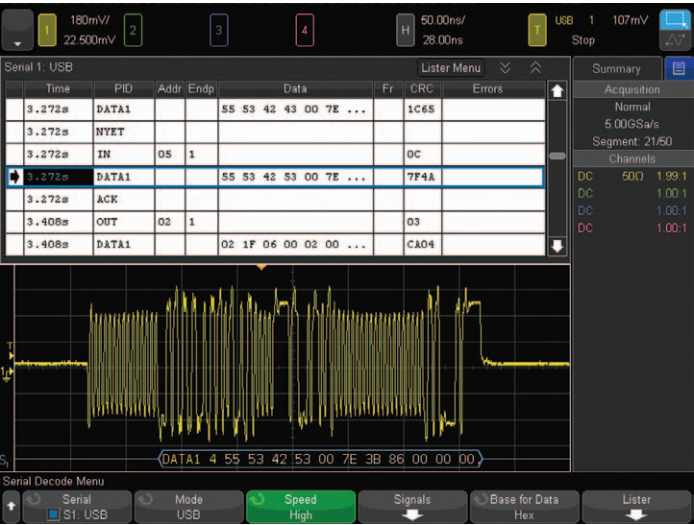 1 180mV/ 2 3 4 H 50.00ns/ T USB 1 107mV
22.500mV 28.00ns Stop
Serial 1: USB Lister Menu Summary
Time PID Addr Endp Data Fr CRC Errors Acquisition
3.272s DATA1 55 53 42 43 00 7E ... 1C65 Normal
5.00GSa/s
3.272s NYET
Segment: 21/50
3.272s IN 05 1 0C Channels
3.272s DATA1 55 53 42 53 00 7E ... 7F4A DC 50Ω 1.99:1
DC 1.00:1
3.272s ACK
DC 1.00:1
3.408s OUT 02 1 03 DC 1.00:1
3.408s DATA1 02 1F 06 00 02 00 ... CA04
T
1
S1 DATA1 4 55 53 42 53 00 7E 3B 86 00 00 00
Serial Decode Menu
Serial Mode Speed Signals Base for Data Lister
S1: USB USB High Hex